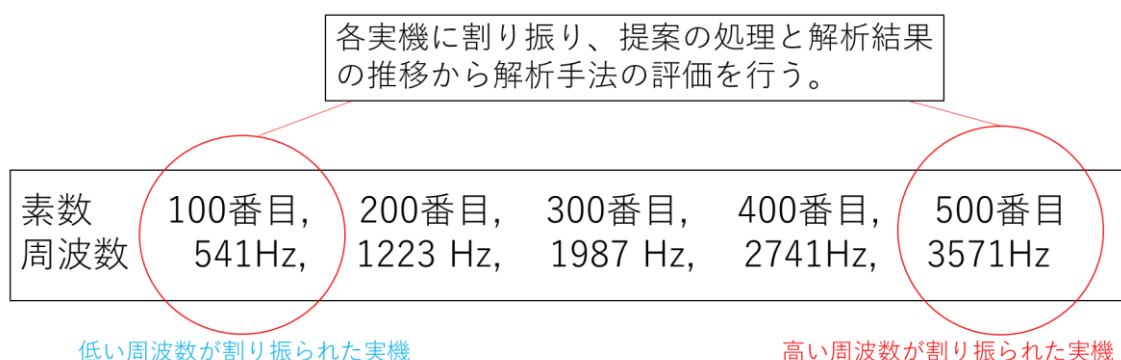 各実機に割り振り、提案の処理と解析結果
の推移から解析手法の評価を行う。
素数 100番目, 200番目, 300番目, 400番目, 500番目
周波数 541Hz, 1223 Hz, 1987 Hz, 2741Hz, 3571Hz
低い周波数が割り振られた実機 高い周波数が割り振られた実機